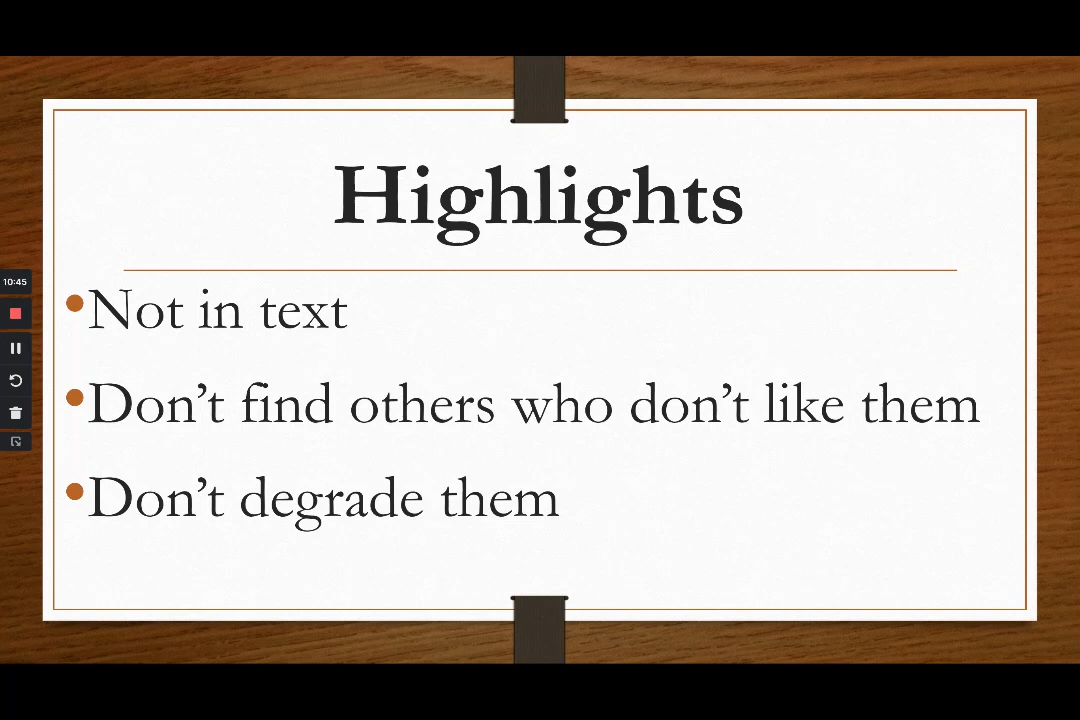 Highlights
10:45
•Not in text
•Don’t find others who don’t like them
•Don’t degrade them